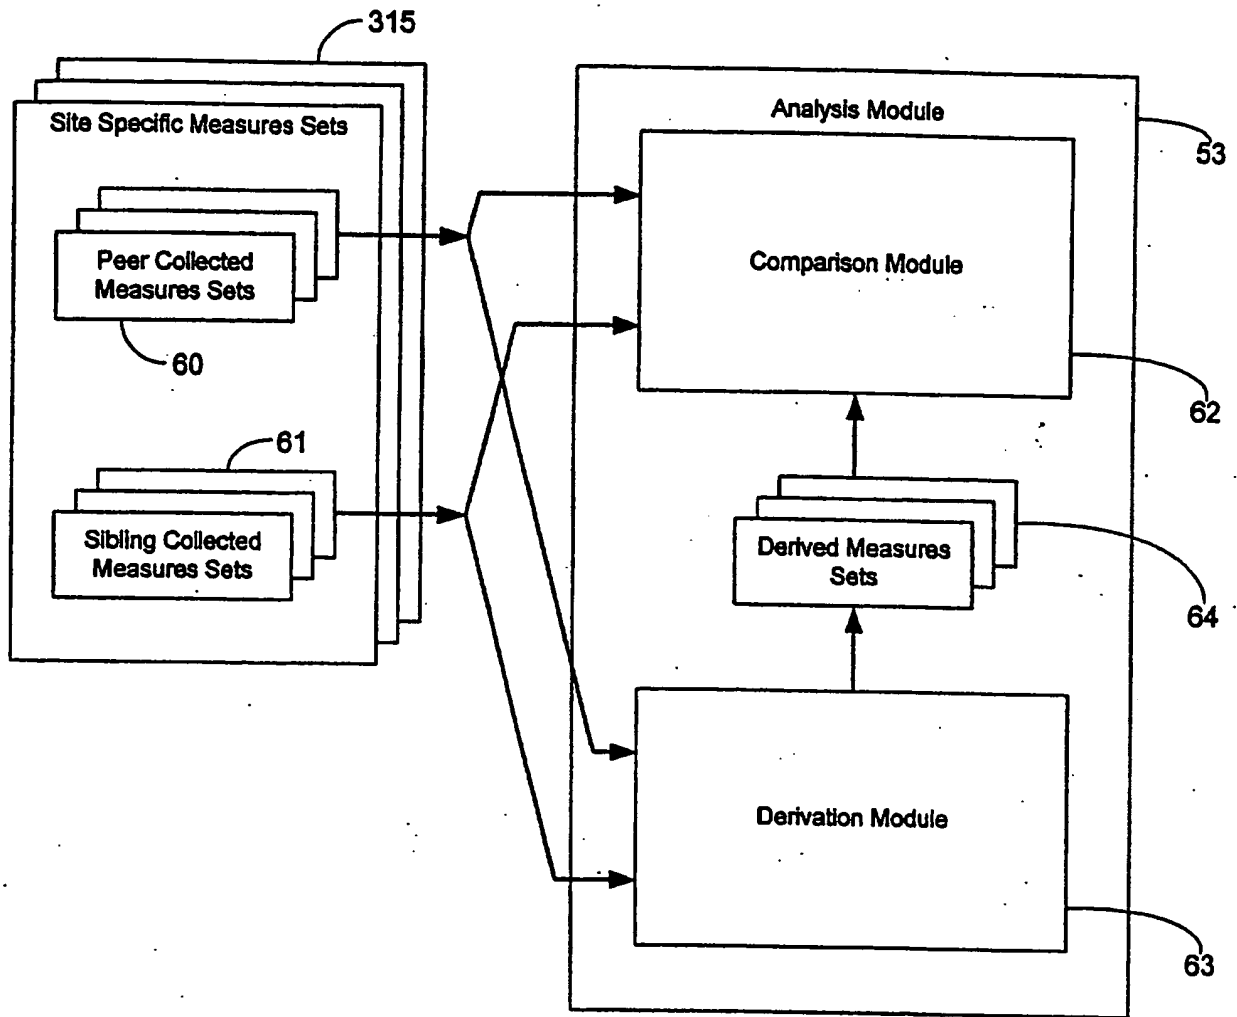 315
Site Specific Measures Sets
Peer Collected
Measures Sets
60
61
Sibling Collected
Measures Sets
Analysis Module
53
Comparison Module
62
Derived Measures
Sets
64
Derivation Module
63